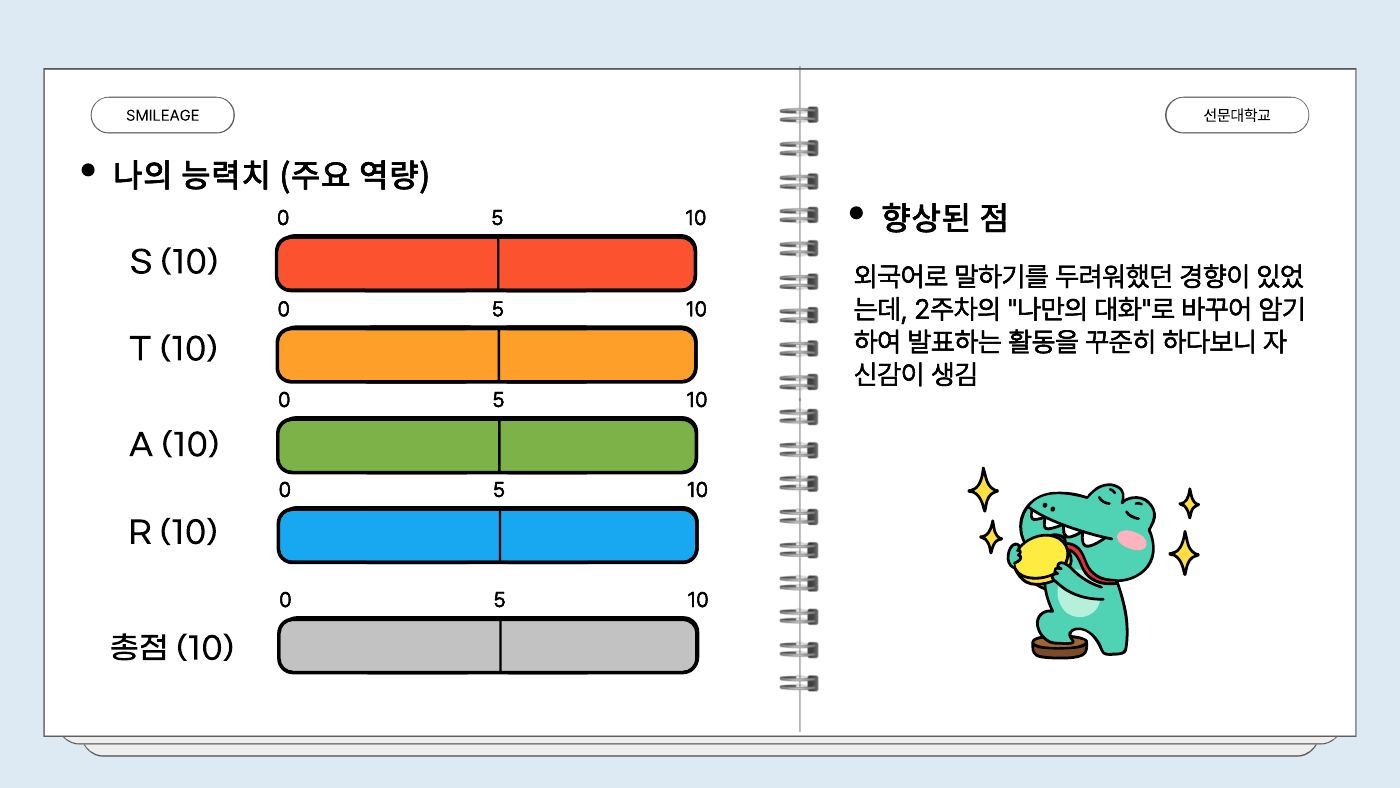 SMILEAGE
나의 능력치 (주요 역량)
0 5 10
S (10)
0 5 10
T (10)
0 5 10
A (10)
0 5 10
R (10)
0 5 10
총점 (10)
선문대학교
향상된 점
외국어로 말하기를 두려워했던 경향이 있었
는데, 2주차의 "나만의 대화"로 바꾸어 암기
하여 발표하는 활동을 꾸준히 하다보니 자
신감이 생김